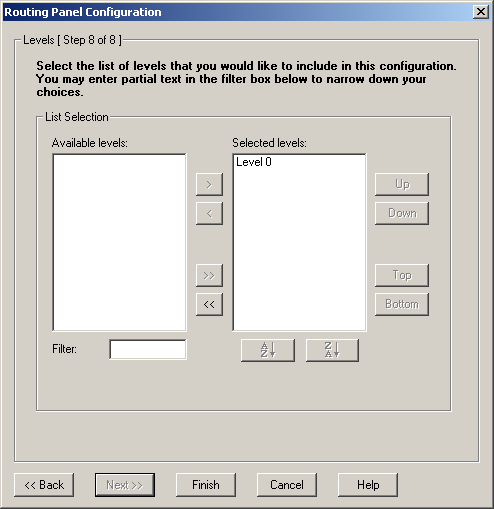 Routing Panel Configuration
Levels [ Step 8 of 8 ]
Select the list of levels that you would like to include in this configuration.
You may enter partial text in the filter box below to narrow down your
choices.
List Selection
Available levels:
Selected levels:
Level 0
>
<
>>
<<
Up
Down
Top
Bottom
Filter:
A
Z
Z
A
<< Back
Next >>
Finish
Cancel
Help